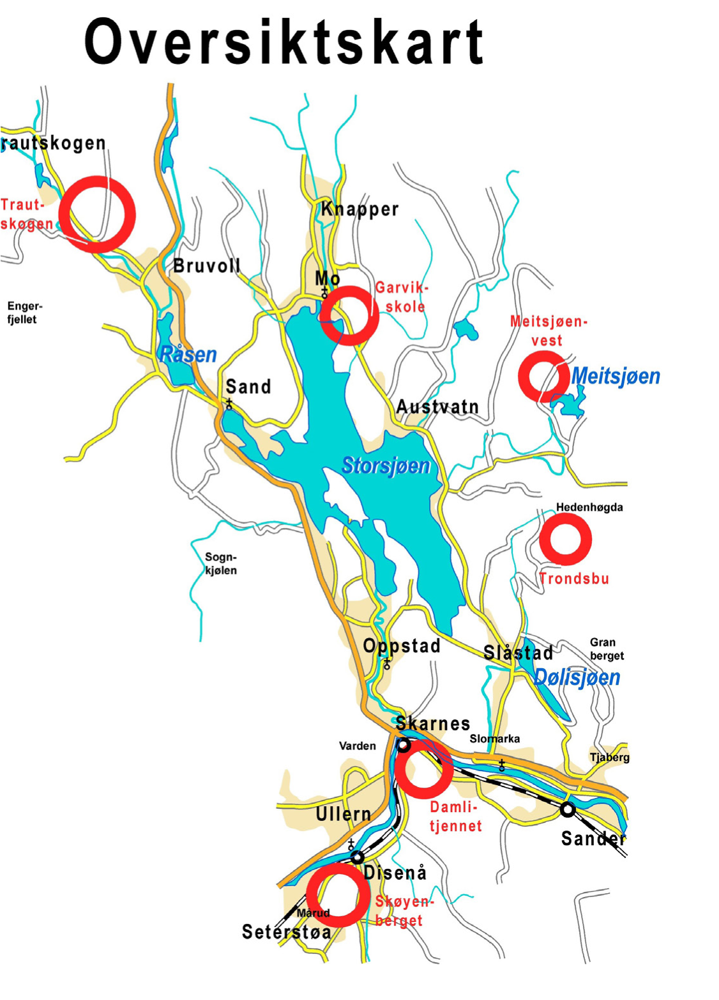 Oversiktskart
rautskogen
Traut-
skogen
Knapper
Bruvoll
Mo
Garvik-
skole
Enger-
fjellet
Meitsjøen-
vest
Råsen
Meitsjøen
Sand
Austvatn
Storsjøen
Hedenhøgda
Sogn-
kjølen
Trondsbu
Oppstad
Slåstad
Gran
berget
Dølisjøen
Skarnes
Slomarka
Varden
Tjaberg
Ullern
Damli-
tjennet
Sander
Disenå
Skøyen-
berget
Mårud
Seterstøa